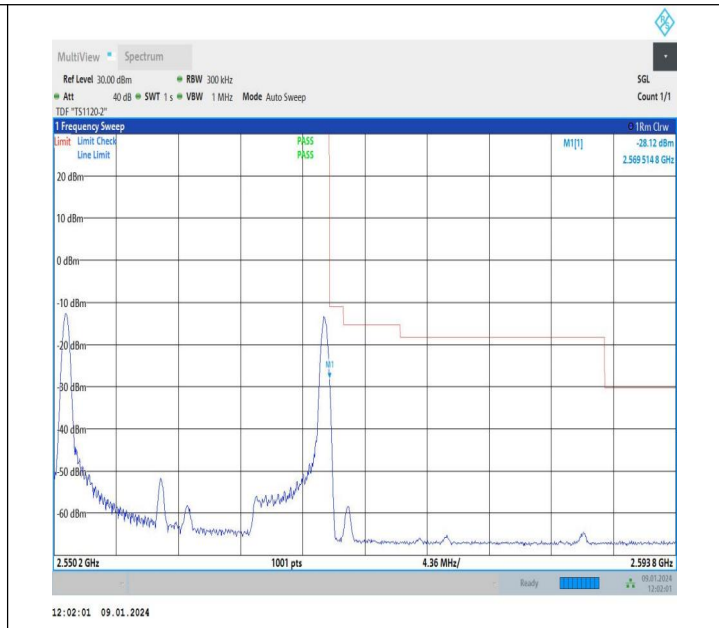 R S
MultiView Spectrum
Ref Level 30.00 dBm RBW 300 kHz SGL
Att 40 dB SWT 1 s VBW 1 MHz Mode Auto Sweep Count 1/1
TDF "TS1120-2"
1 Frequency Sweep 1Rm Clrw
Limit Limit Check PASS M1[1] -28.12 dBm
Line Limit PASS 2.569 514 8 GHz
20 dBm
10 dBm
0 dBm
-10 dBm
-20 dBm
M1
-30 dBm
-40 dBm
-50 dBm
-60 dBm
2.550 2 GHz 1001 pts 4.36 MHz/ 2.593 8 GHz
Ready 09.01.2024
12:02:01
12:02:01 09.01.2024